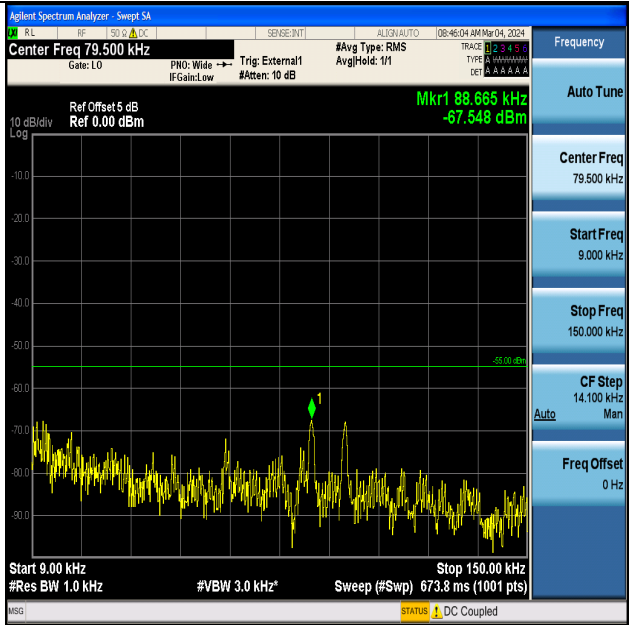 Agilent Spectrum Analyzer - Swept SA
RL RF 50 Ω DC SENSE:INT ALIGN AUTO 08:46:04 AM Mar 04, 2024
Center Freq 79.500 kHz
Gate: LO
PNO: Wide
IFGain:Low
Trig: External1
#Atten: 10 dB
#Avg Type: RMS
Avg|Hold: 1/1
TRACE 1 2 3 4 5 6
TYPE A
DET A A A A A A
Frequency
Auto Tune
Center Freq
79.500 kHz
Start Freq
9.000 kHz
Stop Freq
150.000 kHz
CF Step
14.100 kHz
Auto Man
Freq Offset
0 Hz
Mkr1 88.665 kHz
-67.548 dBm
Ref Offset 5 dB
10 dB/div Ref 0.00 dBm
Log
-10.0
-20.0
-30.0
-40.0
-50.0
-55.00 dBm
-60.0
1
-70.0
-80.0
-90.0
Start 9.00 kHz Stop 150.00 kHz
#Res BW 1.0 kHz #VBW 3.0 kHz* Sweep (#Swp) 673.8 ms (1001 pts)
MSG STATUS DC Coupled